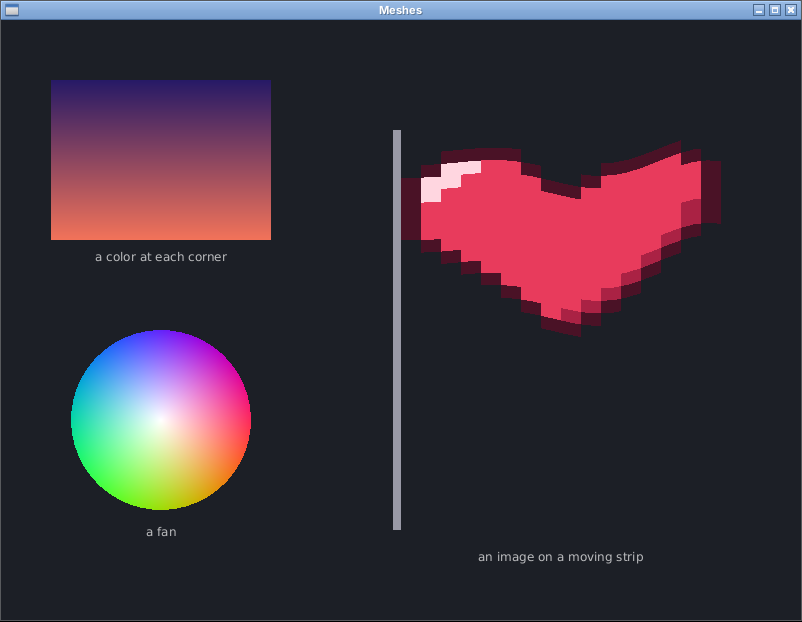 Meshes
a color at each corner
a fan
an image on a moving strip